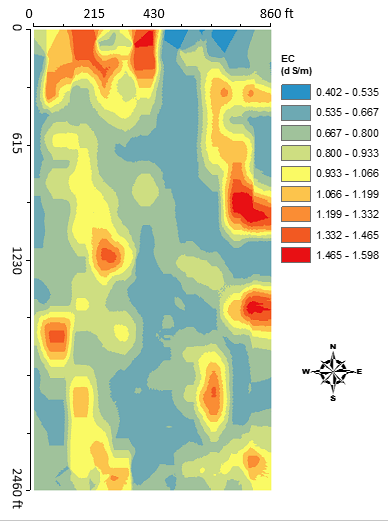 0 215 430 860 ft
0
615
1230
2460 ft
EC
(d S/m)
0.402 - 0.535
0.535 - 0.667
0.667 - 0.800
0.800 - 0.933
0.933 - 1.066
1.066 - 1.199
1.199 - 1.332
1.332 - 1.465
1.465 - 1.598
N
W E
S